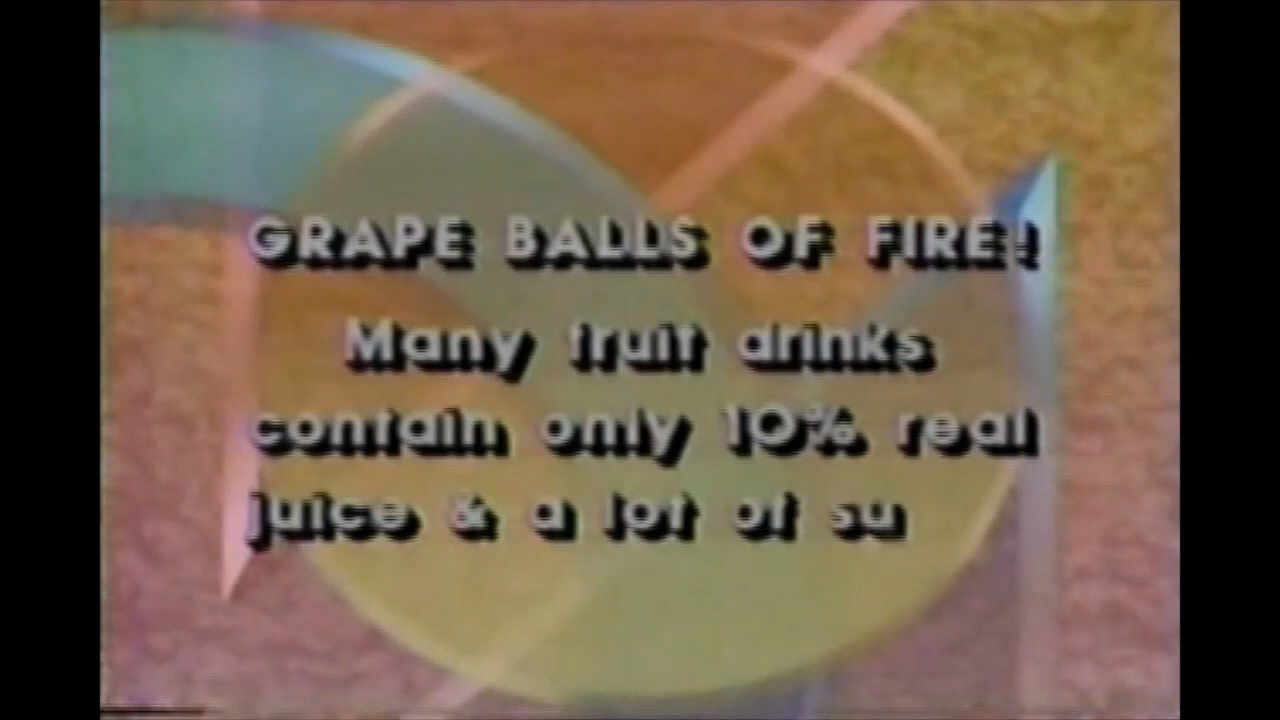 GRAPE BALLS OF FIRE!
Many fruit drinks
contain only 10% real
juice & a lot of su